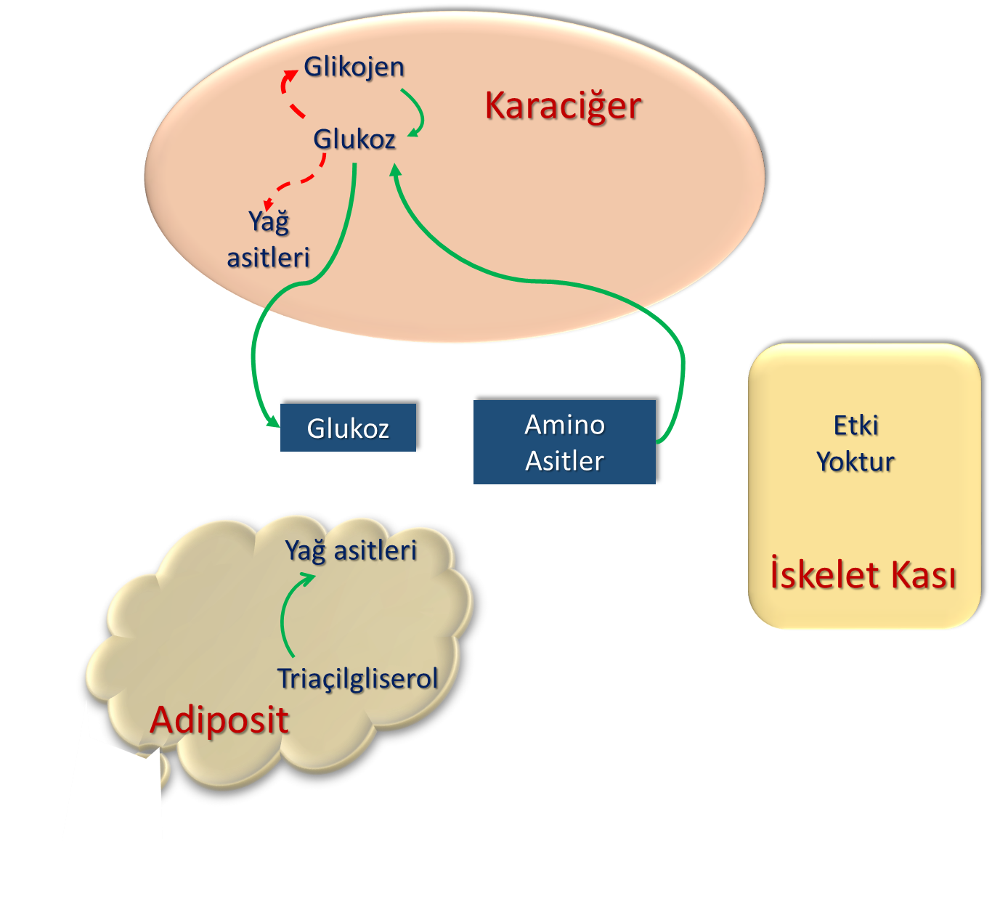 Glikojen
Karaciğer
Glukoz
Yağ
asitleri
Glukoz
Amino
Asitler
Etki
Yoktur
İskelet Kası
Yağ asitleri
Triaçilgliserol
Adiposit